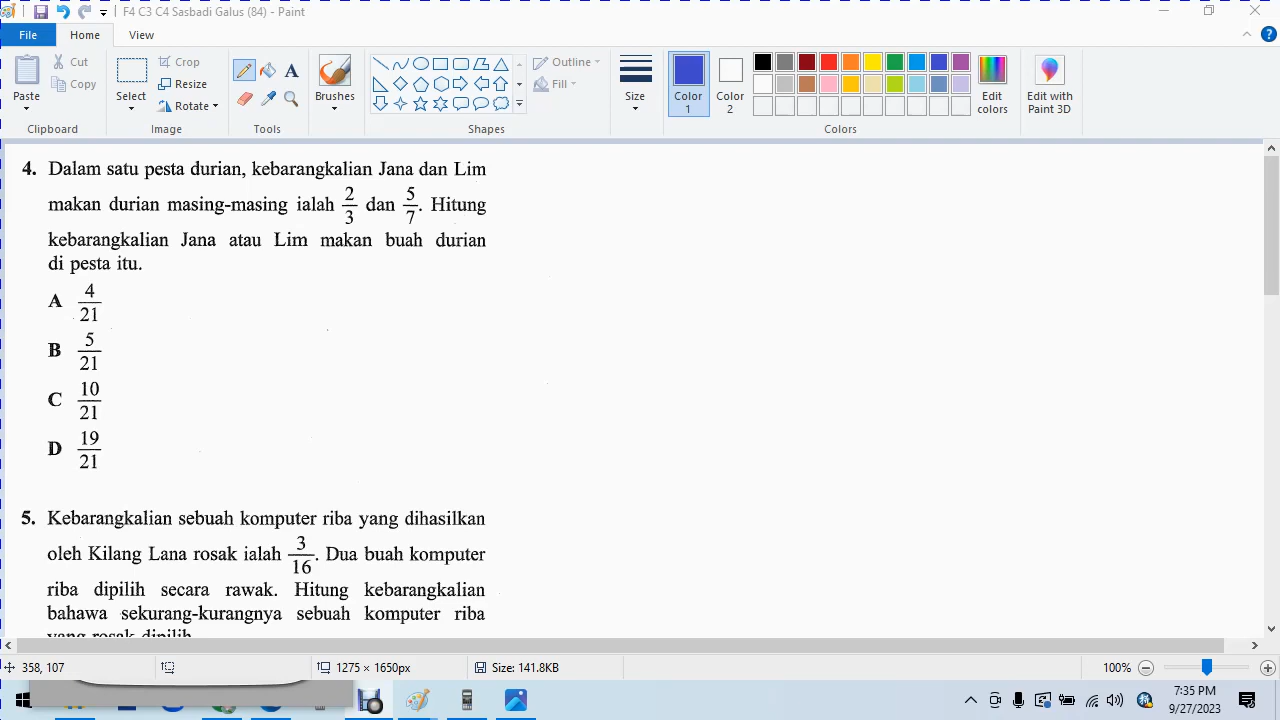 F4 C3 C4 Sasbadi Galus (84) - Paint
File Home View
Paste
Cut
Copy
Clipboard
Select
Crop
Resize
Rotate
Image
A
Tools
Brushes
Shapes
Outline
Fill
Size
Color 1
Color 2
Colors
Edit colors
Edit with Paint 3D
4. Dalam satu pesta durian, kebarangkalian Jana dan Lim
makan durian masing-masing ialah 2/3 dan 5/7. Hitung
kebarangkalian Jana atau Lim makan buah durian
di pesta itu.
A 4/21
B 5/21
C 10/21
D 19/21
5. Kebarangkalian sebuah komputer riba yang dihasilkan
oleh Kilang Lana rosak ialah 3/16. Dua buah komputer
riba dipilih secara rawak. Hitung kebarangkalian
bahawa sekurang-kurangnya sebuah komputer riba
yang rosak dipilih
358, 107
1275 × 1650px
Size: 141.8KB
100%
7:35 PM
9/27/2023